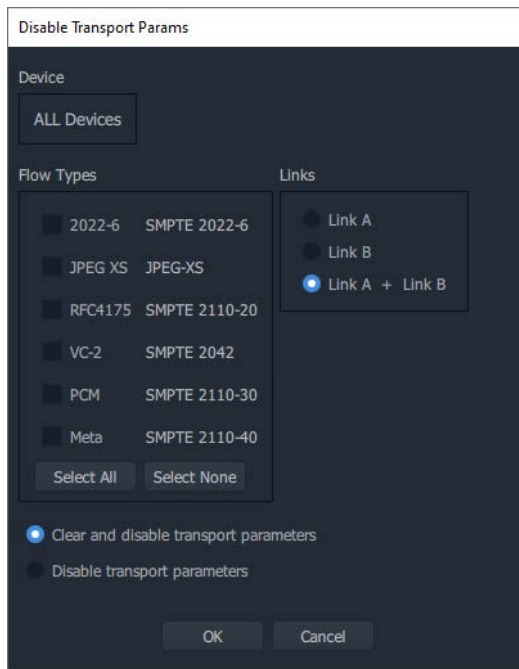 Disable Transport Params
Device
ALL Devices
Flow Types
2022-6 SMPTE 2022-6
JPEG XS JPEG-XS
RFC4175 SMPTE 2110-20
VC-2 SMPTE 2042
PCM SMPTE 2110-30
Meta SMPTE 2110-40
Select All Select None
Links
Link A
Link B
Link A + Link B
Clear and disable transport parameters
Disable transport parameters
OK Cancel